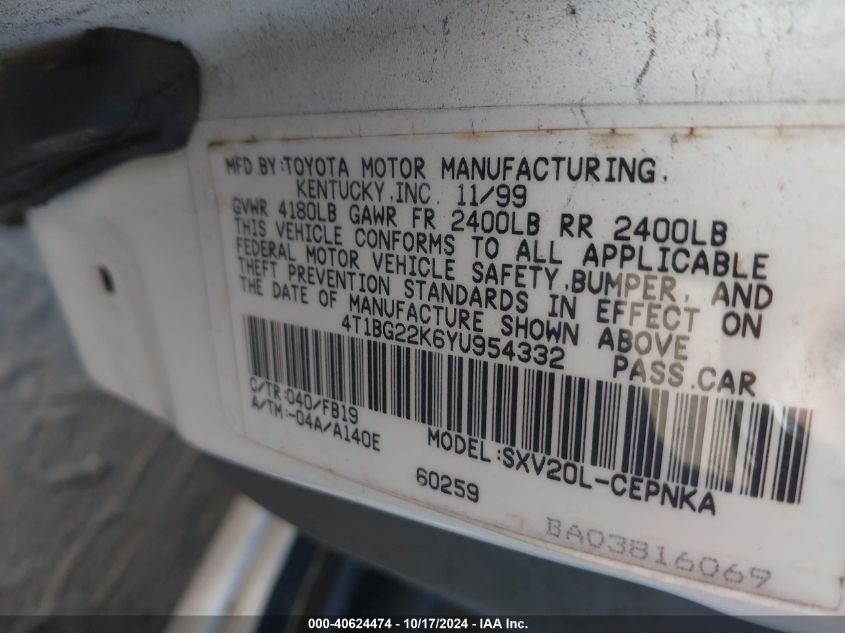 MFD BY:TOYOTA MOTOR MANUFACTURING,
KENTUCKY,INC. 11/99
GVWR 4180LB GAWR FR 2400LB RR 2400LB
THIS VEHICLE CONFORMS TO ALL APPLICABLE
FEDERAL MOTOR VEHICLE SAFETY,BUMPER, AND
THEFT PREVENTION STANDARDS IN EFFECT ON
THE DATE OF MANUFACTURE SHOWN ABOVE
4T1BG22K6YU954332 PASS.CAR
C/TR:040/FB19
A/TM:-04A/A140E MODEL:SXV20L-CEPNKA
60259
BA03816069
000-40624474 - 10/17/2024 - IAA Inc.